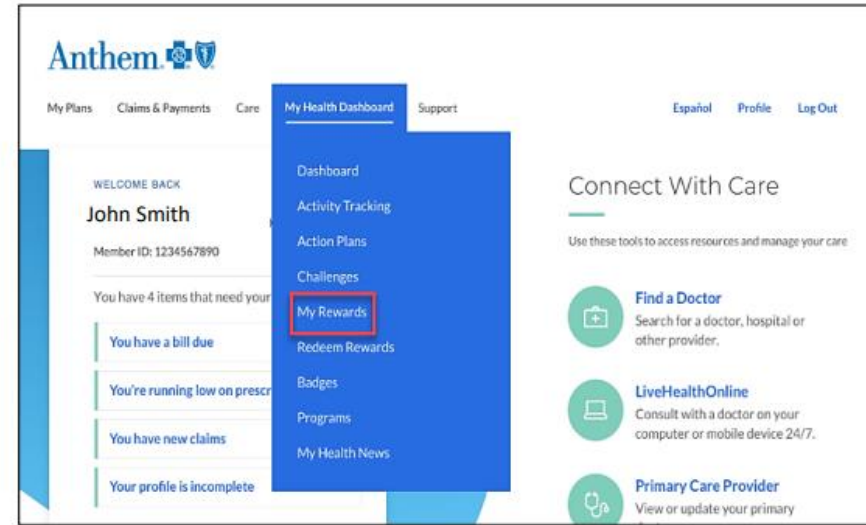 Anthem
My Plans Claims & Payments Care My Health Dashboard Support Español Profile Log Out
WELCOME BACK
John Smith
Member ID: 1234567890
You have 4 items that need your
You have a bill due
You're running low on prescr
You have new claims
Your profile is incomplete
Dashboard
Activity Tracking
Action Plans
Challenges
My Rewards
Redeem Rewards
Badges
Programs
My Health News
Connect With Care
Use these tools to access resources and manage your care
Find a Doctor
Search for a doctor, hospital or
other provider.
LiveHealthOnline
Consult with a doctor on your
computer or mobile device 24/7.
Primary Care Provider
View or update your primary